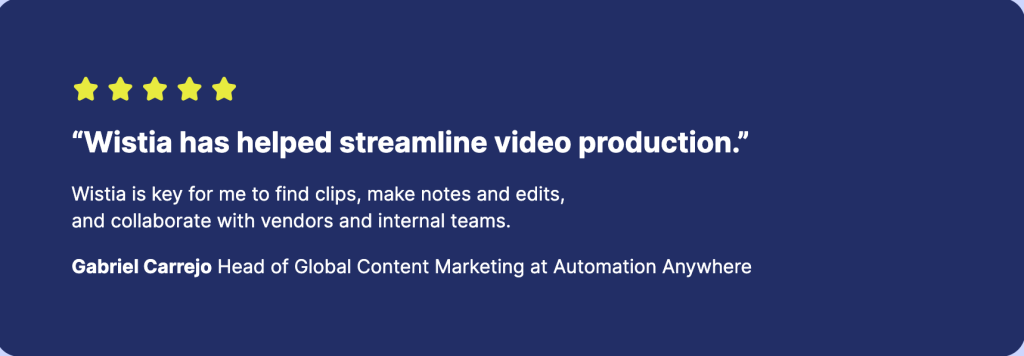 “Wistia has helped streamline video production.”
Wistia is key for me to find clips, make notes and edits,
and collaborate with vendors and internal teams.
Gabriel Carrejo Head of Global Content Marketing at Automation Anywhere